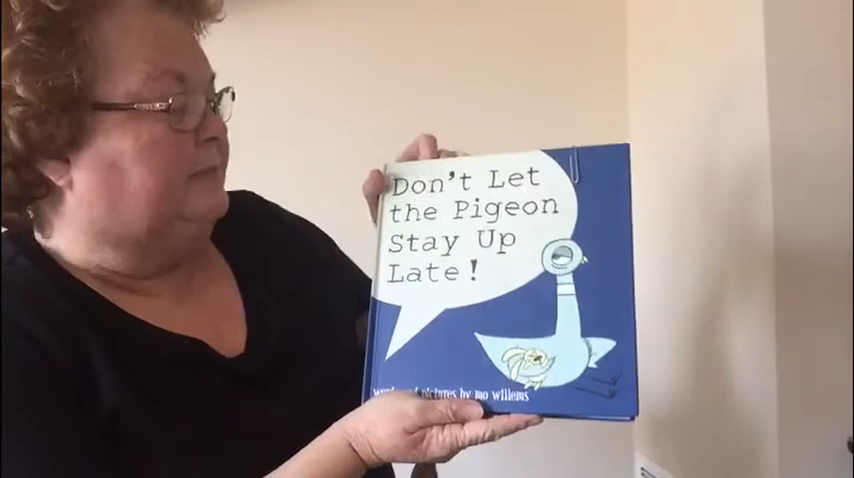 Don't Let
the Pigeon
Stay Up
Late!
pictures by mo willems